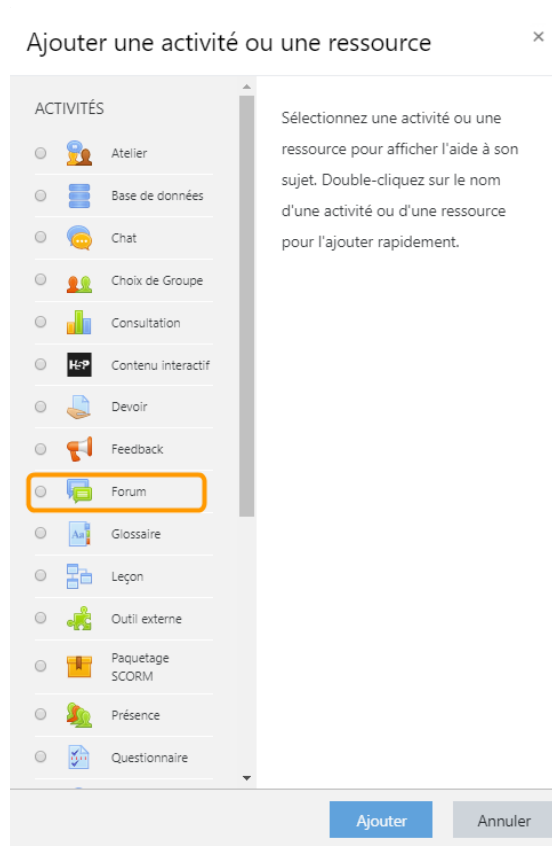 Ajouter une activité ou une ressource
×
ACTIVITÉS
Atelier
Base de données
Chat
Choix de Groupe
Consultation
H5P
Contenu interactif
Devoir
Feedback
Forum
Aa
Glossaire
Leçon
Outil externe
Paquetage
SCORM
Présence
Questionnaire
Sélectionnez une activité ou une
ressource pour afficher l'aide à son
sujet. Double-cliquez sur le nom
d'une activité ou d'une ressource
pour l'ajouter rapidement.
Ajouter
Annuler